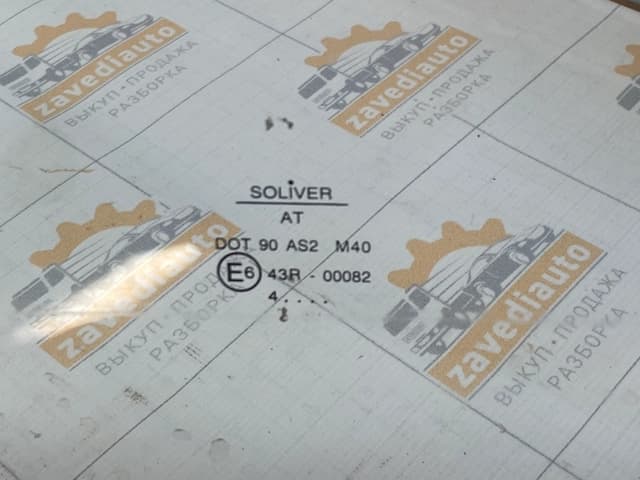 zavediauto
ВЫКУП • ПРОДАЖА
РАЗБОРКА
zavediauto
ВЫКУП • ПРОДАЖА
РАЗБОРКА
SOLIVER
AT
DOT 90 AS2 M40
E6 43R - 00082
4....
zavediauto
ВЫКУП • ПРОДАЖА
РАЗБОРКА
zavediauto
ВЫКУП • ПРОДАЖА
РАЗБОРКА